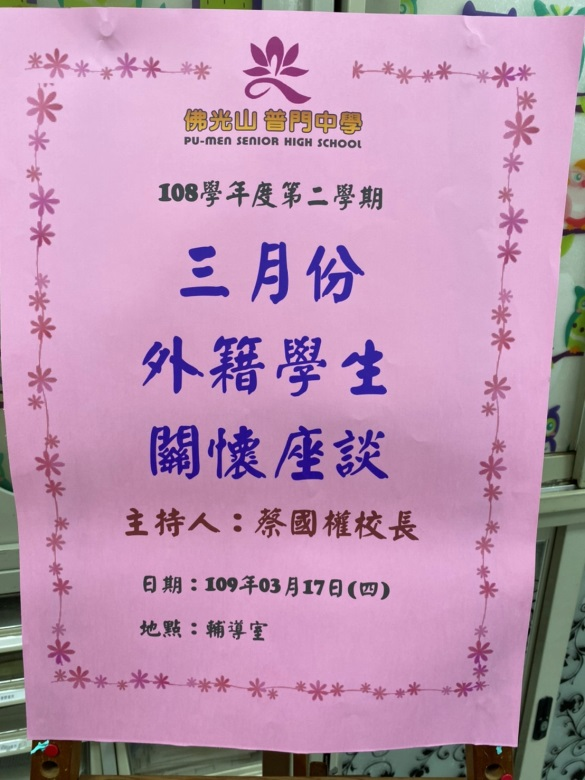 佛光山 普門中學
PU-MEN SENIOR HIGH SCHOOL
108學年度第二學期
三月份
外籍學生
關懷座談
主持人：蔡國權校長
日期：109年03月17日(四)
地點：輔導室